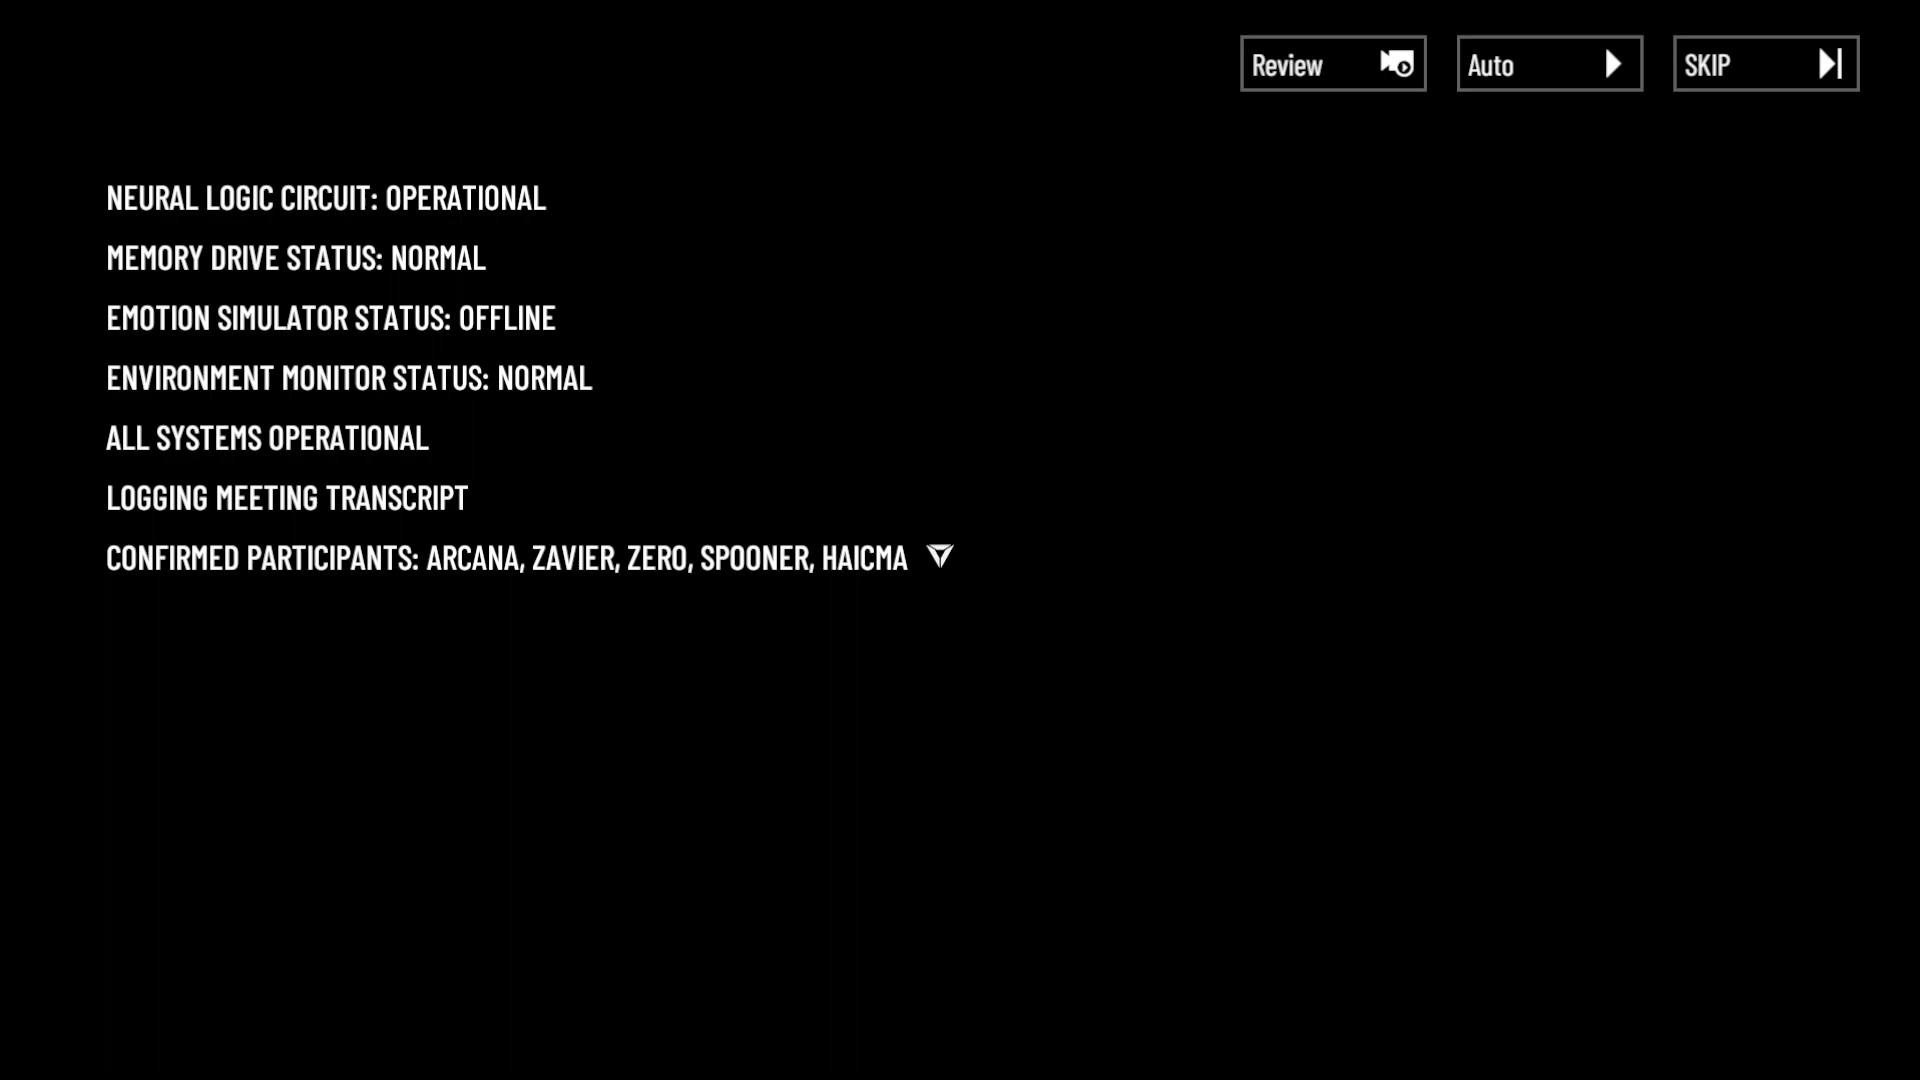 Review
Auto
SKIP
NEURAL LOGIC CIRCUIT: OPERATIONAL
MEMORY DRIVE STATUS: NORMAL
EMOTION SIMULATOR STATUS: OFFLINE
ENVIRONMENT MONITOR STATUS: NORMAL
ALL SYSTEMS OPERATIONAL
LOGGING MEETING TRANSCRIPT
CONFIRMED PARTICIPANTS: ARCANA, ZAVIER, ZERO, SPOONER, HAICMA